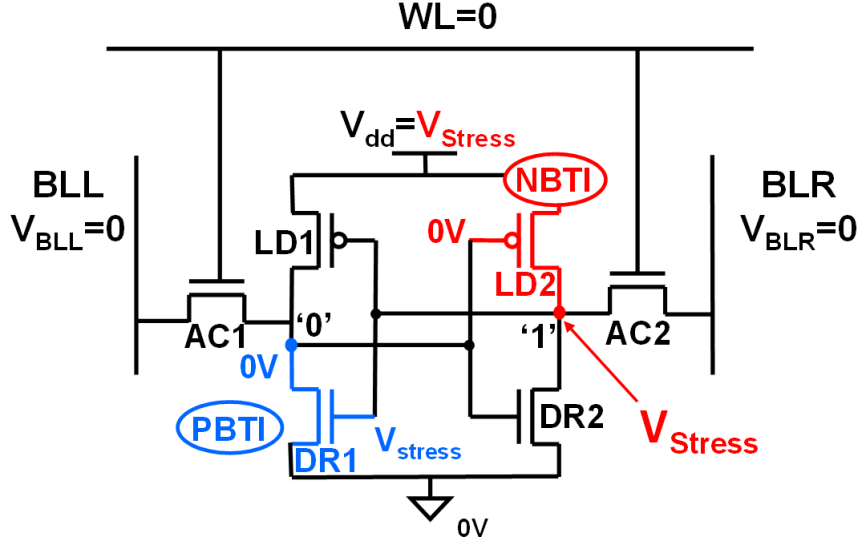 WL=0
Vdd=VStress
NBTI
BLL
VBLL=0
BLR
VBLR=0
LD1
0V
LD2
AC1
‘0’
‘1’
AC2
0V
PBTI
Vstress
DR1
DR2
VStress
0V